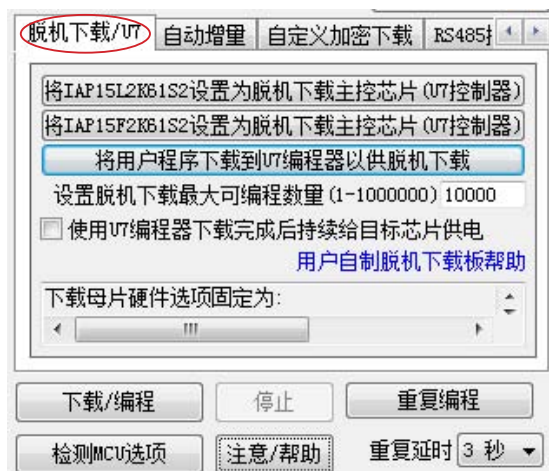 脱机下载/U7 自动增量 自定义加密下载 RS485
将IAP15L2K61S2设置为脱机下载主控芯片(U7控制器)
将IAP15F2K61S2设置为脱机下载主控芯片(U7控制器)
将用户程序下载到U7编程器以供脱机下载
设置脱机下载最大可编程数量(1-1000000) 10000
使用U7编程器下载完成后持续给目标芯片供电
用户自制脱机下载板帮助
下载母片硬件选项固定为:
下载/编程 停止 重复编程
检测MCU选项 注意/帮助 重复延时 3 秒